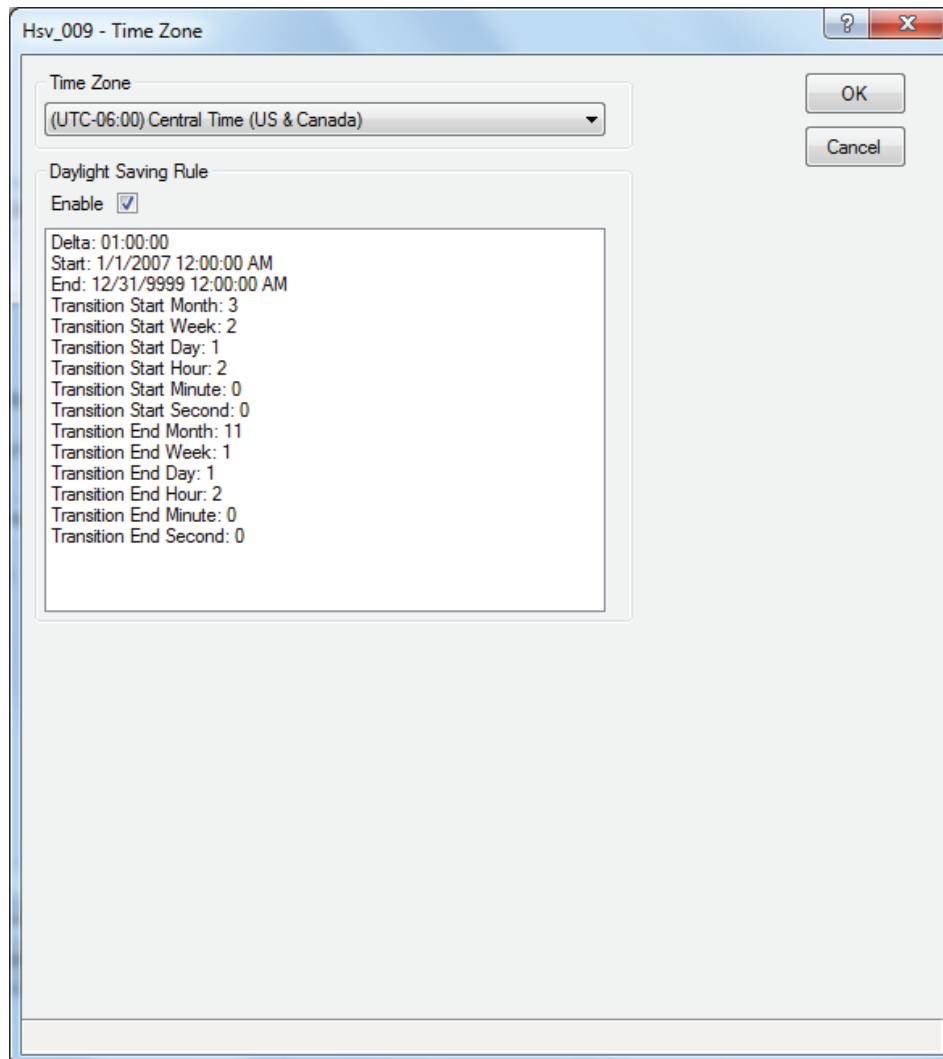 Hsv_009 - Time Zone
?
X
Time Zone
(UTC-06:00) Central Time (US & Canada)
OK
Cancel
Daylight Saving Rule
Enable
Delta: 01:00:00
Start: 1/1/2007 12:00:00 AM
End: 12/31/9999 12:00:00 AM
Transition Start Month: 3
Transition Start Week: 2
Transition Start Day: 1
Transition Start Hour: 2
Transition Start Minute: 0
Transition Start Second: 0
Transition End Month: 11
Transition End Week: 1
Transition End Day: 1
Transition End Hour: 2
Transition End Minute: 0
Transition End Second: 0